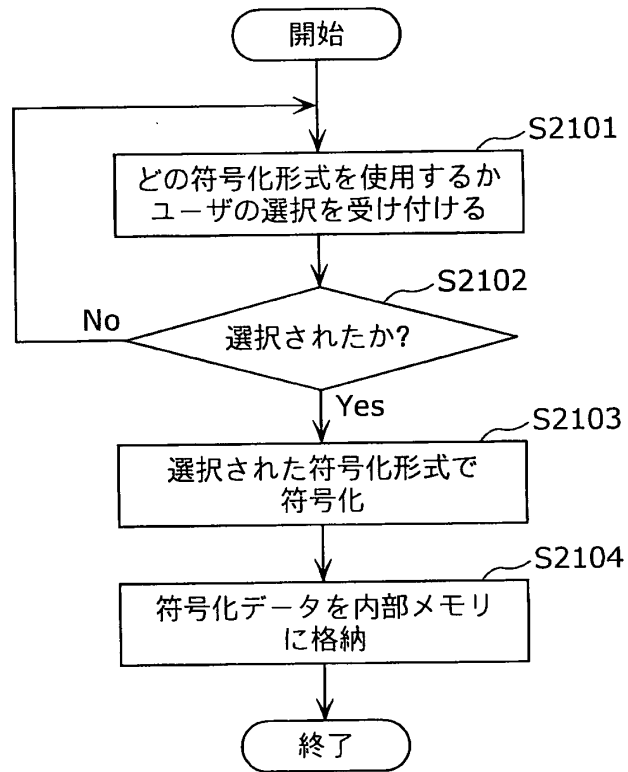 開始
S2101
どの符号化形式を使用するか
ユーザの選択を受け付ける
S2102
選択されたか?
No
Yes
S2103
選択された符号化形式で
符号化
S2104
符号化データを内部メモリ
に格納
終了